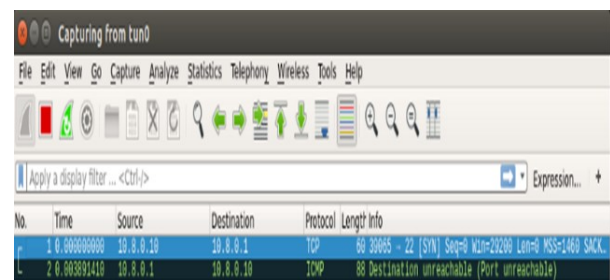 Capturing from tun0
File Edit View Go Capture Analyze Statistics Telephony Wireless Tools Help
Apply a display filter ... <Ctrl-/> Expression... +
No. Time Source Destination Protocol Length Info
1 0.000000000 10.8.0.10 10.8.0.1 TCP 60 39065 → 22 [SYN] Seq=0 Win=29200 Len=0 MSS=1460 SACK...
2 0.003891410 10.8.0.1 10.8.0.10 ICMP 88 Destination unreachable (Port unreachable)